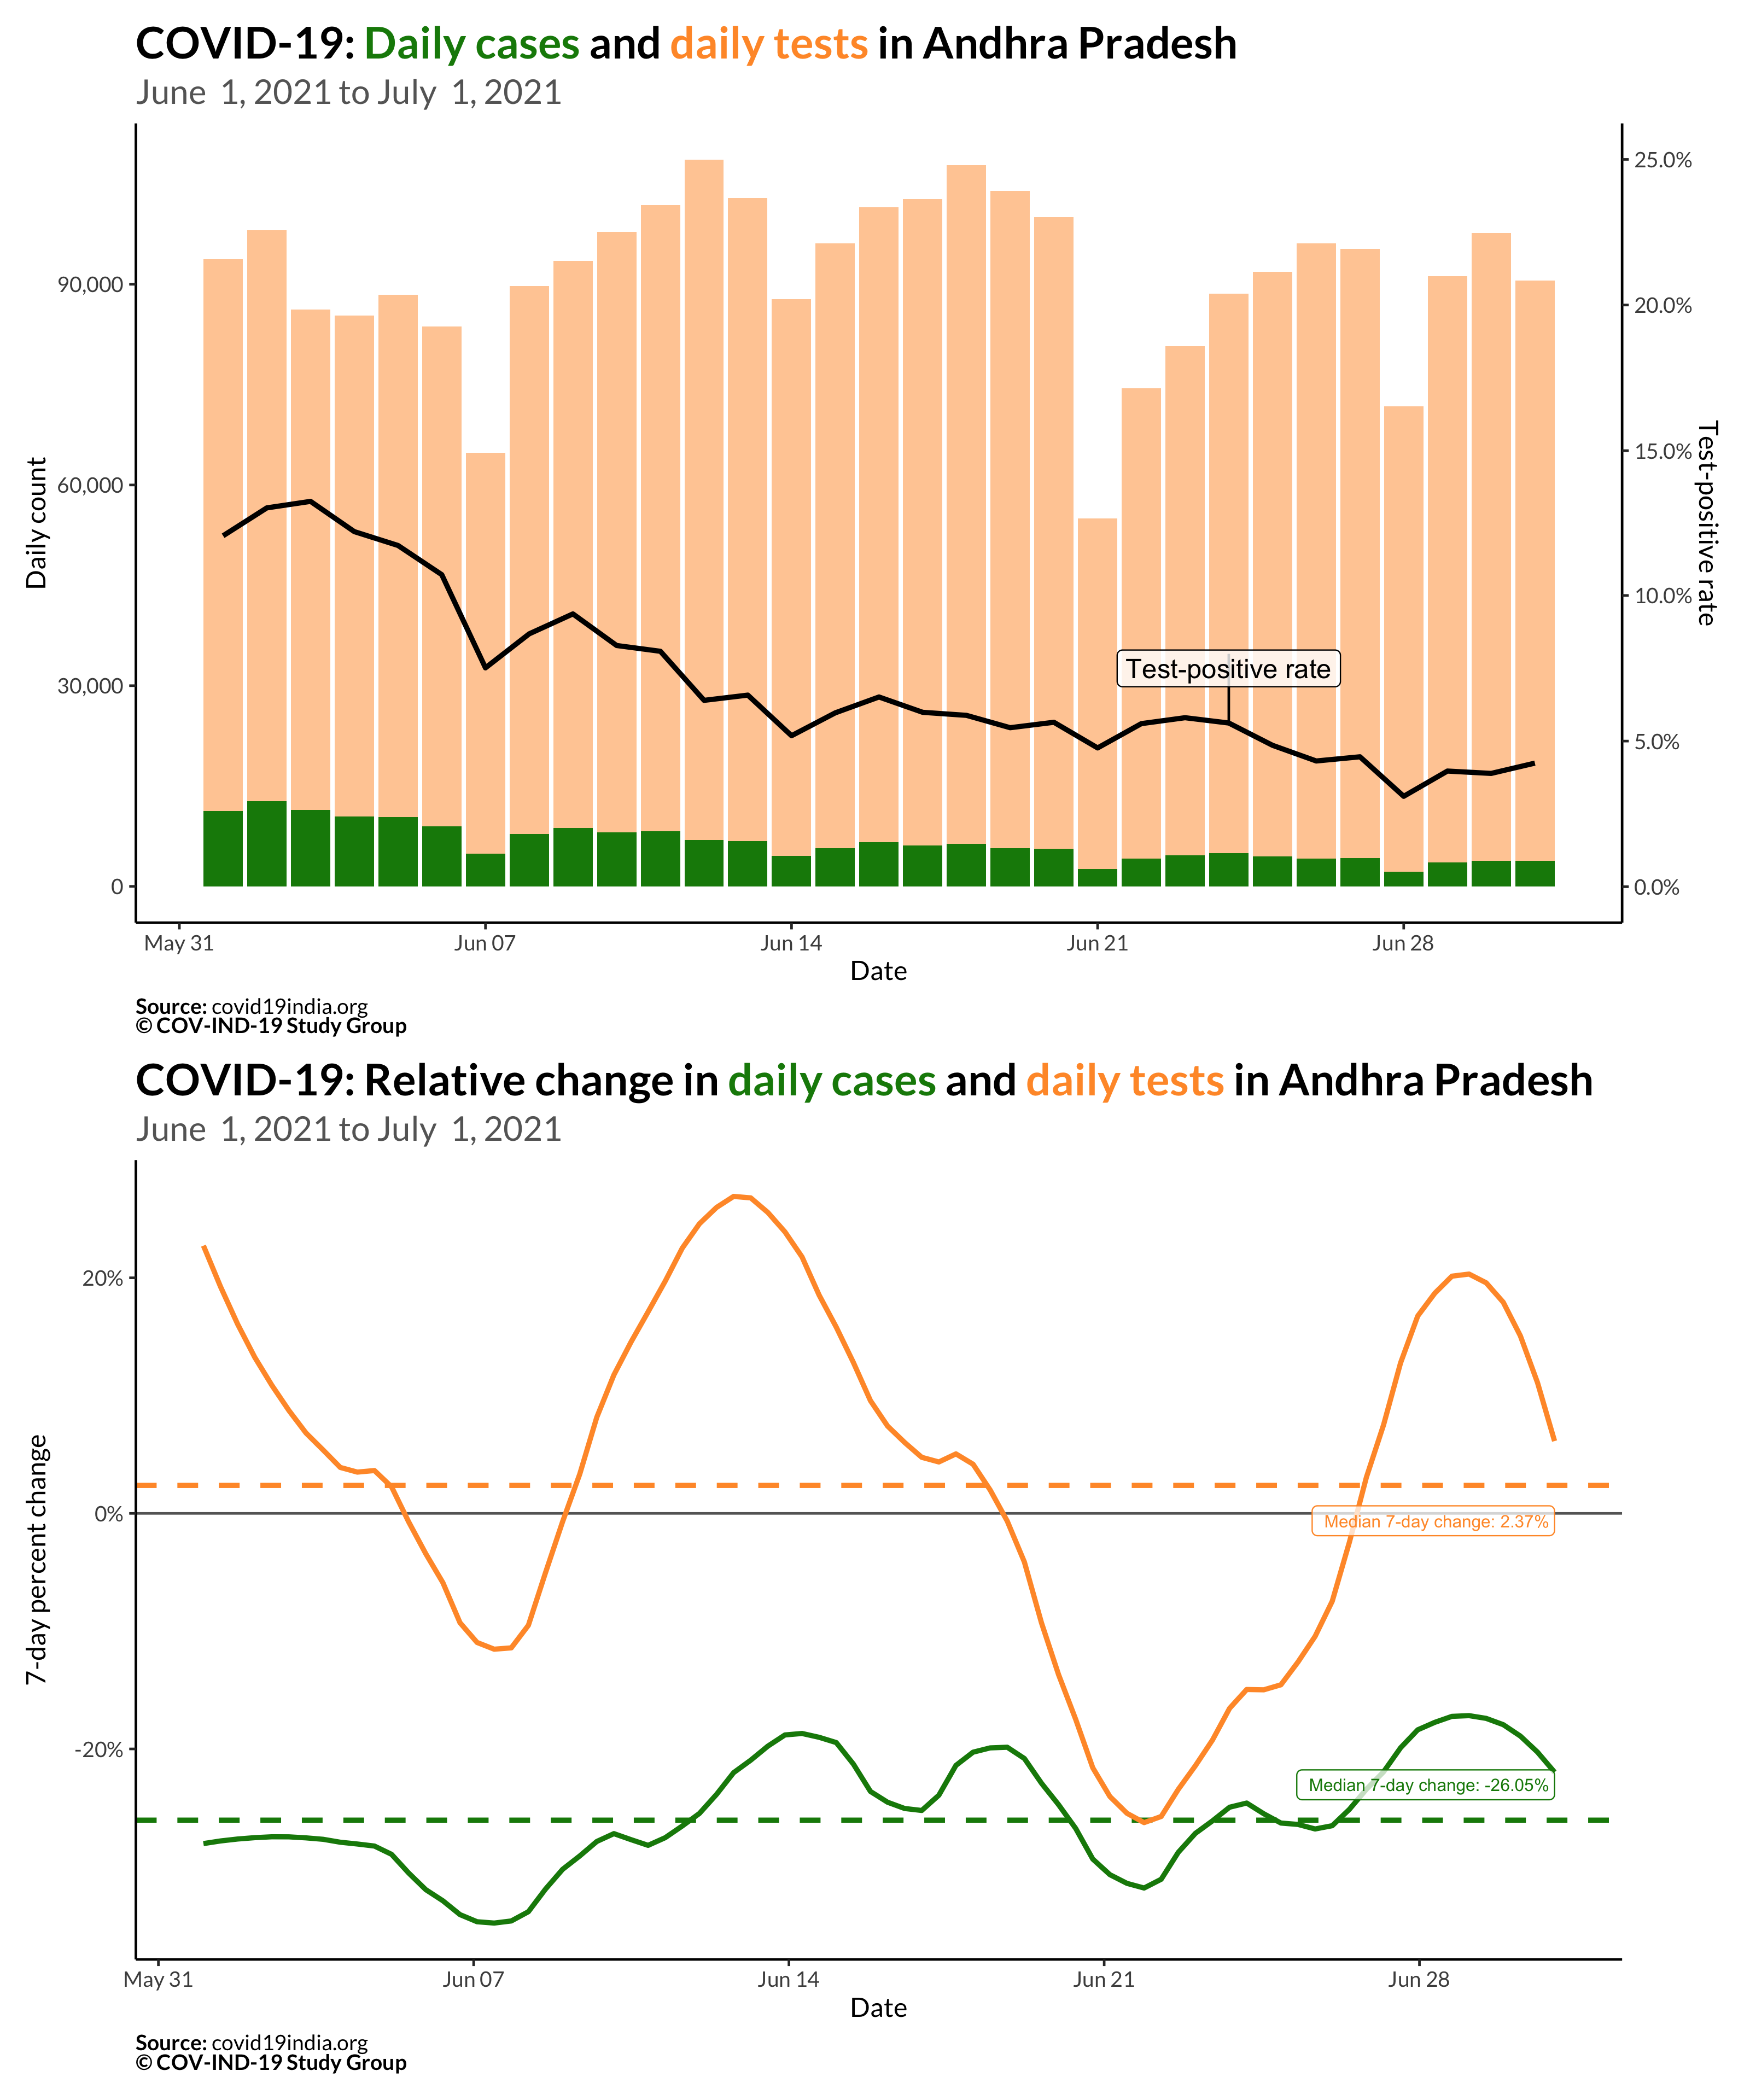 COVID-19: Daily cases and daily tests in Andhra Pradesh
June 1, 2021 to July 1, 2021
25.0%
20.0%
15.0%
10.0%
5.0%
0.0%
Test-positive rate
90,000
60,000
30,000
0
Daily count
Test-positive rate
May 31
Jun 07
Jun 14
Jun 21
Jun 28
Date
Source: covid19india.org
© COV-IND-19 Study Group
COVID-19: Relative change in daily cases and daily tests in Andhra Pradesh
June 1, 2021 to July 1, 2021
20%
0%
-20%
7-day percent change
Median 7-day change: 2.37%
Median 7-day change: -26.05%
May 31
Jun 07
Jun 14
Jun 21
Jun 28
Date
Source: covid19india.org
© COV-IND-19 Study Group